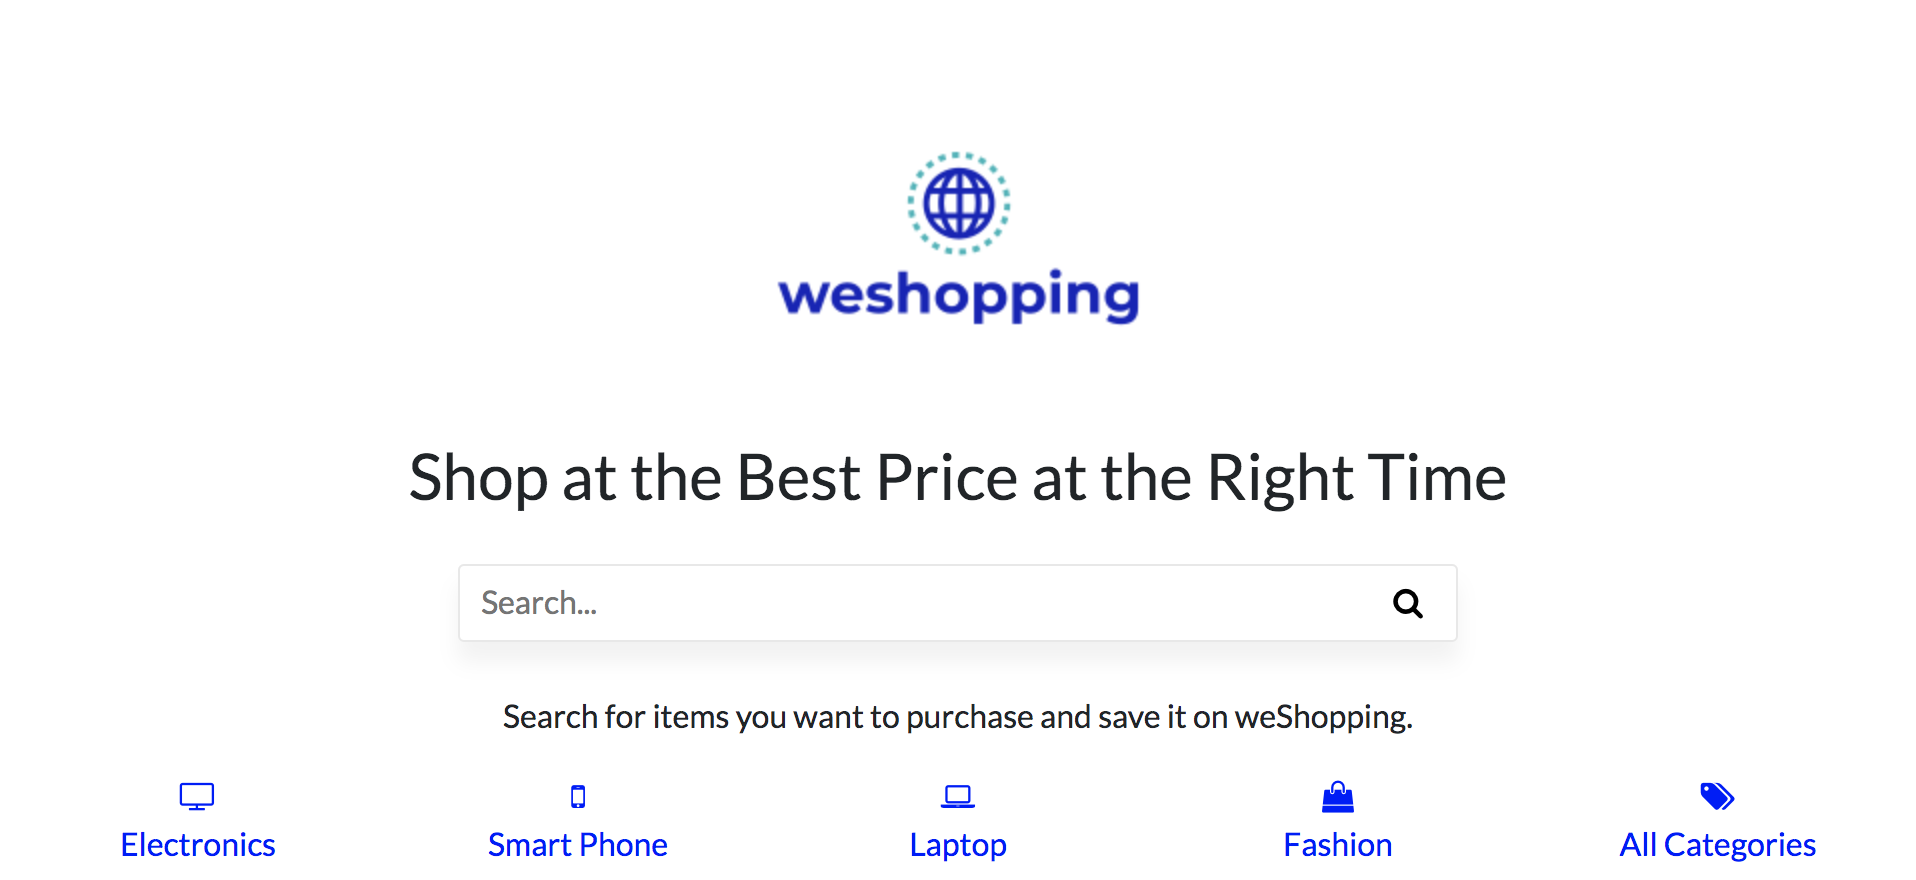 weshopping
Shop at the Best Price at the Right Time
Search...
Search for items you want to purchase and save it on weShopping.
Electronics
Smart Phone
Laptop
Fashion
All Categories